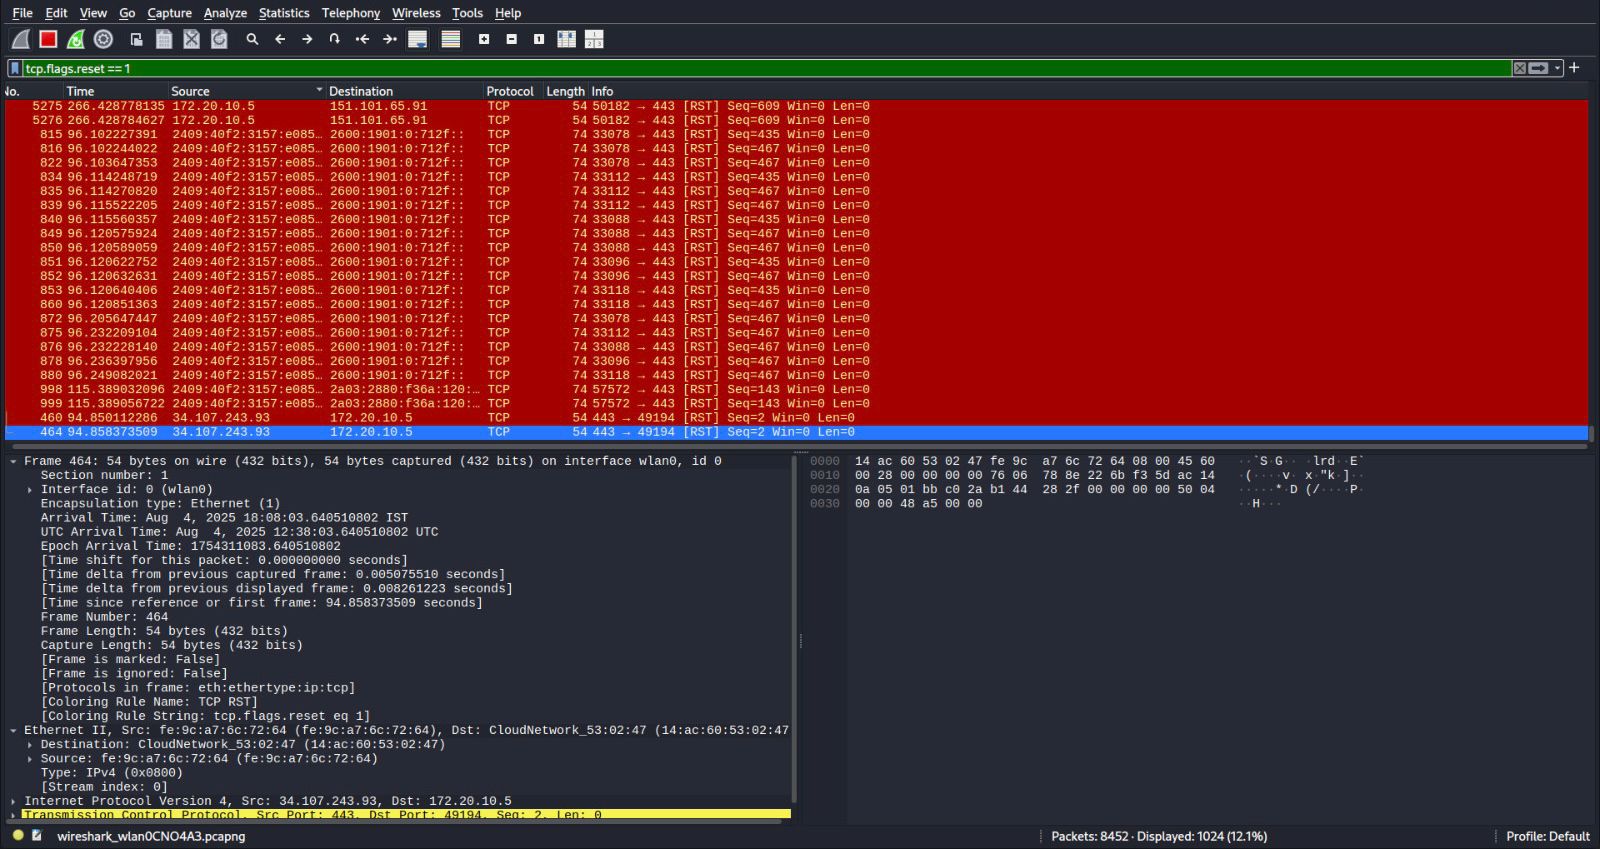 File Edit View Go Capture Analyze Statistics Telephony Wireless Tools Help
tcp.flags.reset == 1
No. Time Source Destination Protocol Length Info
5275 266.428778135 172.20.10.5 151.101.65.91 TCP 54 50182 → 443 [RST] Seq=609 Win=0 Len=0
5276 266.428784627 172.20.10.5 151.101.65.91 TCP 54 50182 → 443 [RST] Seq=609 Win=0 Len=0
815 96.102227391 2409:40f2:3157:e085… 2600:1901:0:712f:: TCP 74 33078 → 443 [RST] Seq=435 Win=0 Len=0
816 96.102244022 2409:40f2:3157:e085… 2600:1901:0:712f:: TCP 74 33078 → 443 [RST] Seq=467 Win=0 Len=0
822 96.103647353 2409:40f2:3157:e085… 2600:1901:0:712f:: TCP 74 33078 → 443 [RST] Seq=467 Win=0 Len=0
834 96.114248719 2409:40f2:3157:e085… 2600:1901:0:712f:: TCP 74 33112 → 443 [RST] Seq=435 Win=0 Len=0
835 96.114270820 2409:40f2:3157:e085… 2600:1901:0:712f:: TCP 74 33112 → 443 [RST] Seq=467 Win=0 Len=0
839 96.115522205 2409:40f2:3157:e085… 2600:1901:0:712f:: TCP 74 33112 → 443 [RST] Seq=467 Win=0 Len=0
840 96.115560357 2409:40f2:3157:e085… 2600:1901:0:712f:: TCP 74 33088 → 443 [RST] Seq=435 Win=0 Len=0
849 96.120575924 2409:40f2:3157:e085… 2600:1901:0:712f:: TCP 74 33088 → 443 [RST] Seq=467 Win=0 Len=0
850 96.120589059 2409:40f2:3157:e085… 2600:1901:0:712f:: TCP 74 33088 → 443 [RST] Seq=467 Win=0 Len=0
851 96.120622752 2409:40f2:3157:e085… 2600:1901:0:712f:: TCP 74 33096 → 443 [RST] Seq=435 Win=0 Len=0
852 96.120632631 2409:40f2:3157:e085… 2600:1901:0:712f:: TCP 74 33096 → 443 [RST] Seq=467 Win=0 Len=0
853 96.120640406 2409:40f2:3157:e085… 2600:1901:0:712f:: TCP 74 33118 → 443 [RST] Seq=435 Win=0 Len=0
860 96.120851363 2409:40f2:3157:e085… 2600:1901:0:712f:: TCP 74 33118 → 443 [RST] Seq=467 Win=0 Len=0
872 96.205647447 2409:40f2:3157:e085… 2600:1901:0:712f:: TCP 74 33078 → 443 [RST] Seq=467 Win=0 Len=0
875 96.232209104 2409:40f2:3157:e085… 2600:1901:0:712f:: TCP 74 33112 → 443 [RST] Seq=467 Win=0 Len=0
876 96.232228140 2409:40f2:3157:e085… 2600:1901:0:712f:: TCP 74 33088 → 443 [RST] Seq=467 Win=0 Len=0
878 96.236397956 2409:40f2:3157:e085… 2600:1901:0:712f:: TCP 74 33096 → 443 [RST] Seq=467 Win=0 Len=0
880 96.249082021 2409:40f2:3157:e085… 2600:1901:0:712f:: TCP 74 33118 → 443 [RST] Seq=467 Win=0 Len=0
998 115.389032096 2409:40f2:3157:e085… 2a03:2880:f36a:120:… TCP 74 57572 → 443 [RST] Seq=143 Win=0 Len=0
999 115.389056722 2409:40f2:3157:e085… 2a03:2880:f36a:120:… TCP 74 57572 → 443 [RST] Seq=143 Win=0 Len=0
460 94.850112286 34.107.243.93 172.20.10.5 TCP 54 443 → 49194 [RST] Seq=2 Win=0 Len=0
464 94.858373509 34.107.243.93 172.20.10.5 TCP 54 443 → 49194 [RST] Seq=2 Win=0 Len=0
Frame 464: 54 bytes on wire (432 bits), 54 bytes captured (432 bits) on interface wlan0, id 0
Section number: 1
Interface id: 0 (wlan0)
Encapsulation type: Ethernet (1)
Arrival Time: Aug  4, 2025 18:08:03.640510802 IST
UTC Arrival Time: Aug  4, 2025 12:38:03.640510802 UTC
Epoch Arrival Time: 1754311083.640510802
[Time shift for this packet: 0.000000000 seconds]
[Time delta from previous captured frame: 0.005075510 seconds]
[Time delta from previous displayed frame: 0.008261223 seconds]
[Time since reference or first frame: 94.858373509 seconds]
Frame Number: 464
Frame Length: 54 bytes (432 bits)
Capture Length: 54 bytes (432 bits)
[Frame is marked: False]
[Frame is ignored: False]
[Protocols in frame: eth:ethertype:ip:tcp]
[Coloring Rule Name: TCP RST]
[Coloring Rule String: tcp.flags.reset eq 1]
Ethernet II, Src: fe:9c:a7:6c:72:64 (fe:9c:a7:6c:72:64), Dst: CloudNetwork_53:02:47 (14:ac:60:53:02:47
Destination: CloudNetwork_53:02:47 (14:ac:60:53:02:47)
Source: fe:9c:a7:6c:72:64 (fe:9c:a7:6c:72:64)
Type: IPv4 (0x0800)
[Stream index: 0]
Internet Protocol Version 4, Src: 34.107.243.93, Dst: 172.20.10.5
Transmission Control Protocol, Src Port: 443, Dst Port: 49194, Seq: 2, Len: 0
0000 14 ac 60 53 02 47 fe 9c a7 6c 72 64 08 00 45 60 ··`S·G·· ·lrd··E`
0010 00 28 00 00 00 00 76 06 78 8e 22 6b f3 5d ac 14 ·(····v· x·"k·]··
0020 0a 05 01 bb c0 2a b1 44 28 2f 00 00 00 00 50 04 ·····*·D (/····P·
0030 00 00 48 a5 00 00 ··H···
wireshark_wlan0CNO4A3.pcapng
Packets: 8452 · Displayed: 1024 (12.1%)
Profile: Default